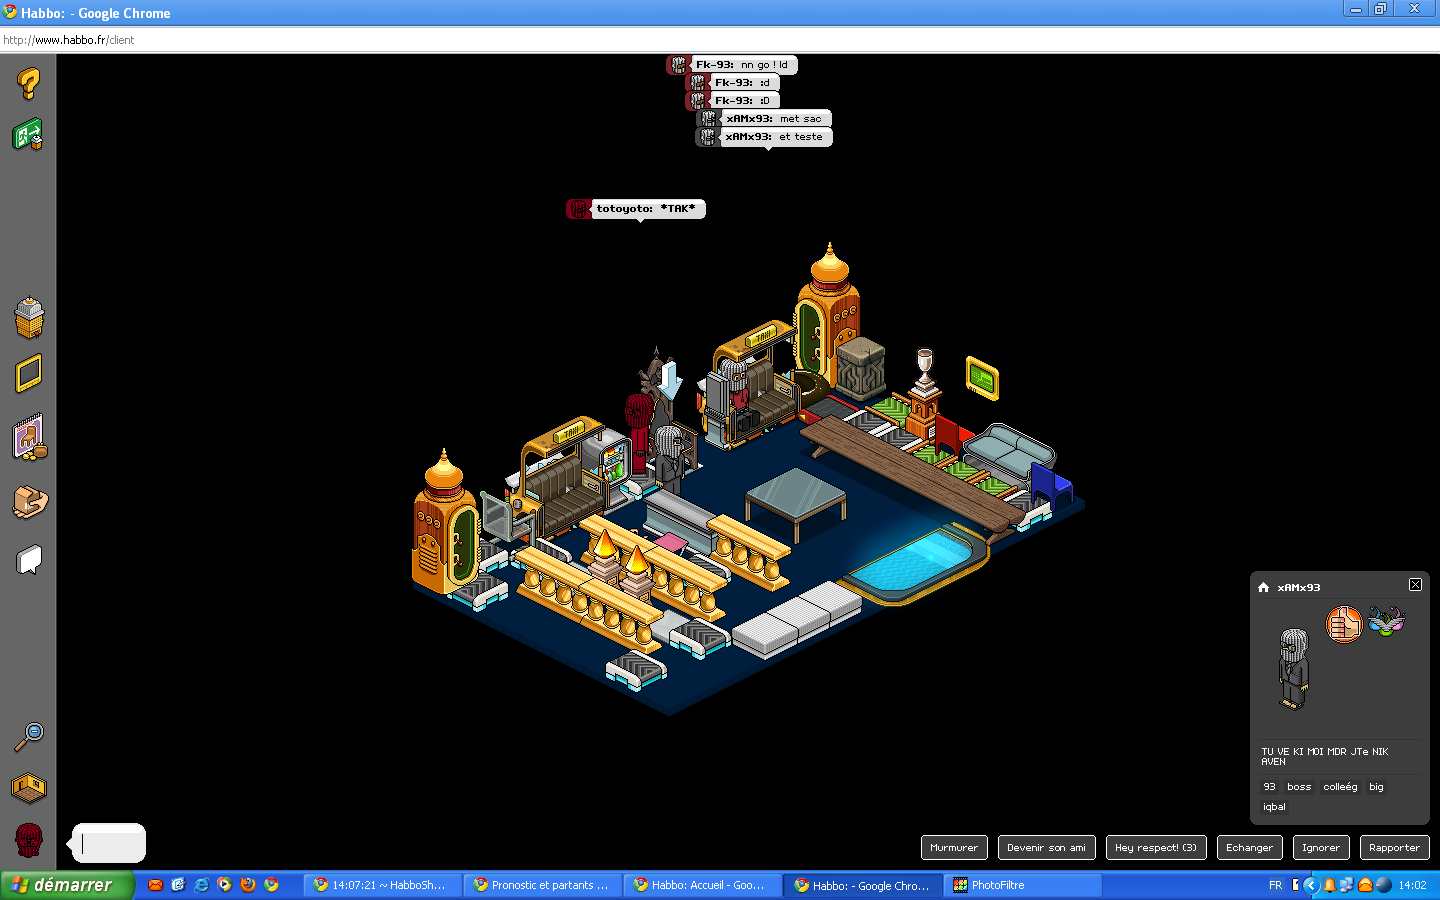 Habbo: - Google Chrome
http://www.habbo.fr/client
Fk-93: nn go ! ld
Fk-93: :d
Fk-93: :D
xAMx93: met sac
xAMx93: et teste
totoyoto: *TAK*
TAXI
TAXI
xAMx93
TU VE KI MOI MDR JTe NIK
AVEN
93 boss colleég big
iqbal
Murmurer Devenir son ami Hey respect! (3) Echanger Ignorer Rapporter
démarrer 14:07:21 ~ HabboSh... Pronostic et partants ... Habbo: Accueil - Goo... Habbo: - Google Chro... PhotoFiltre FR 14:02